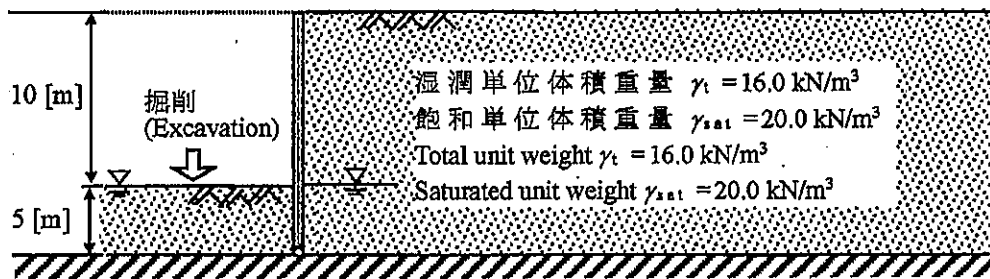 10 [m]
掘削
(Excavation)
5 [m]
湿潤単位体積重量 γt = 16.0 kN/m³
飽和単位体積重量 γsat = 20.0 kN/m³
Total unit weight γt = 16.0 kN/m³
Saturated unit weight γsat = 20.0 kN/m³